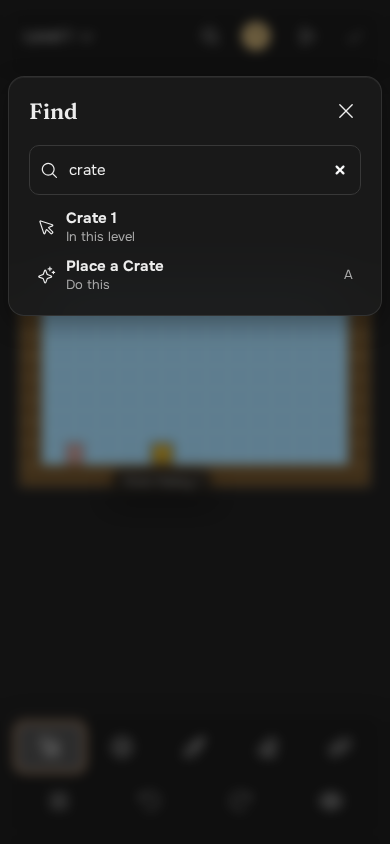 Find
crate
Crate 1
In this level
Place a Crate
Do this
A